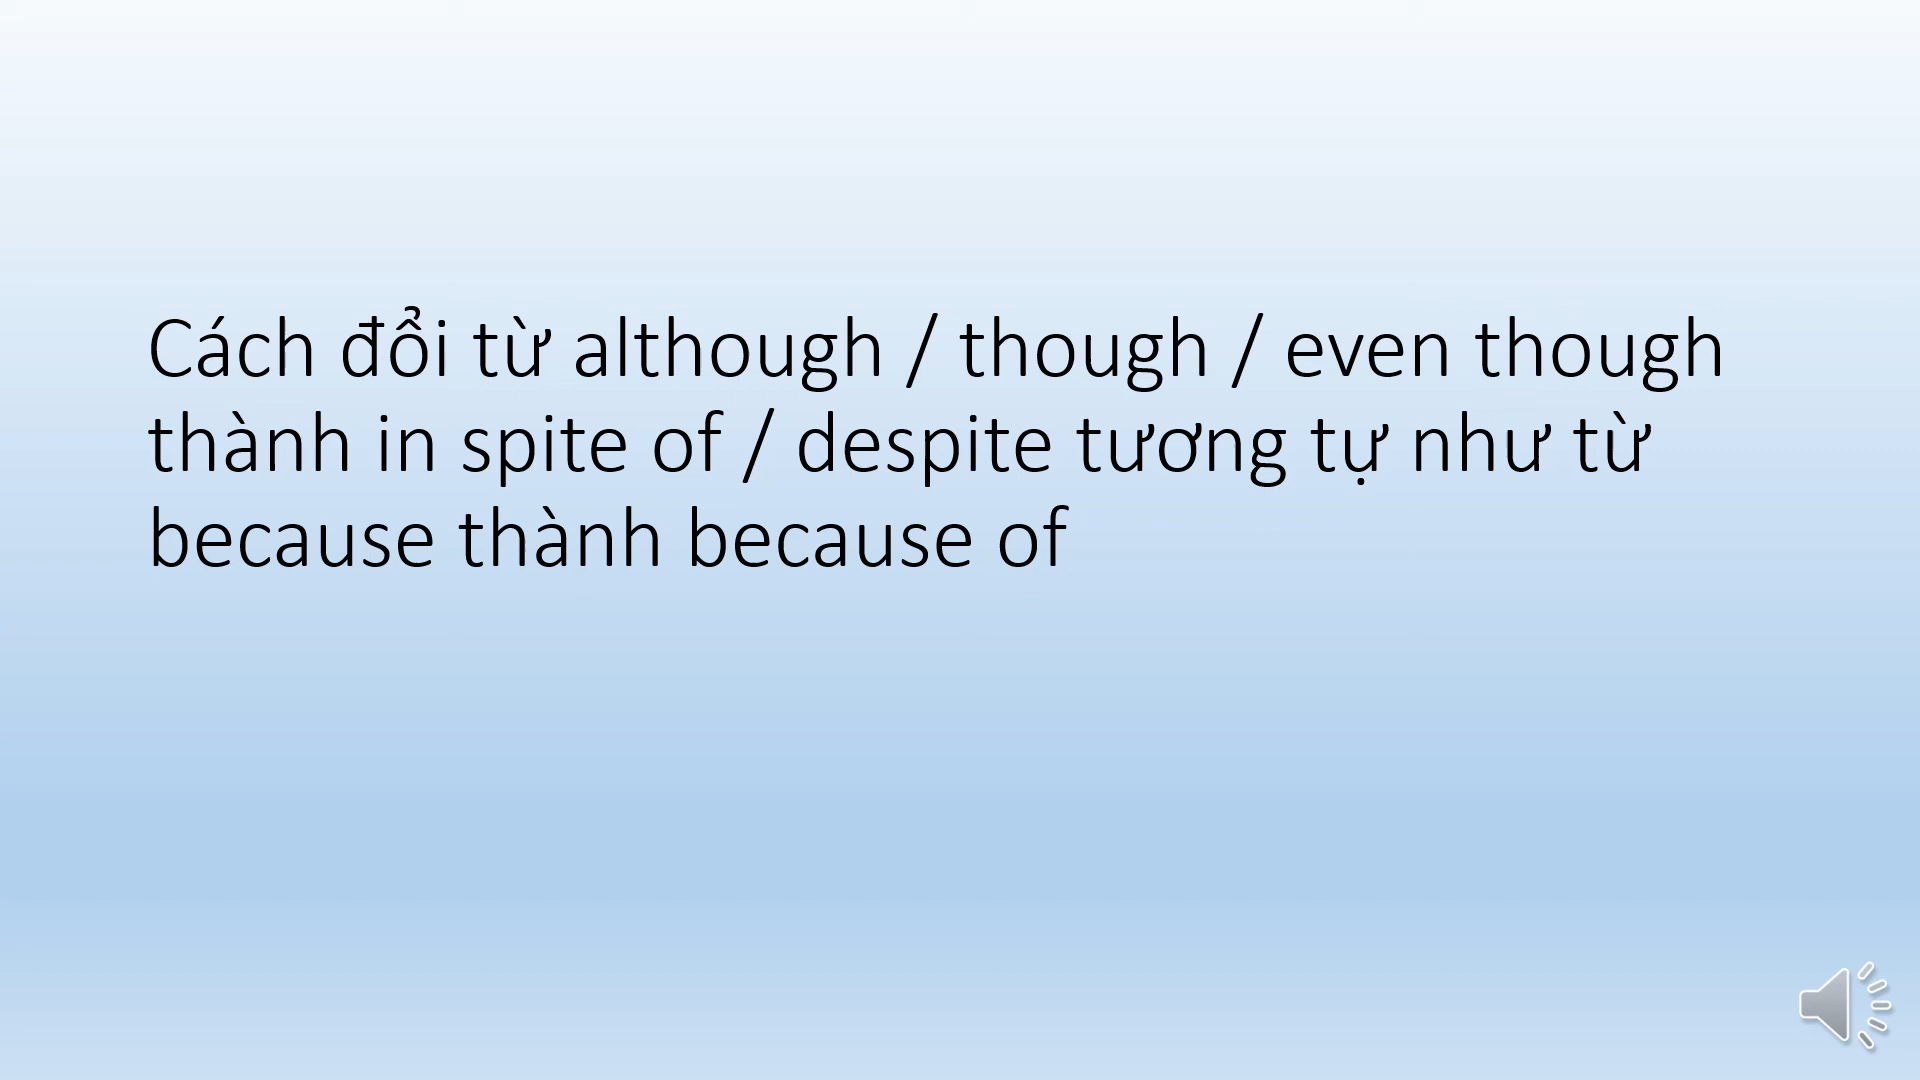 Cách đổi từ although / though / even though
thành in spite of / despite tương tự như từ
because thành because of